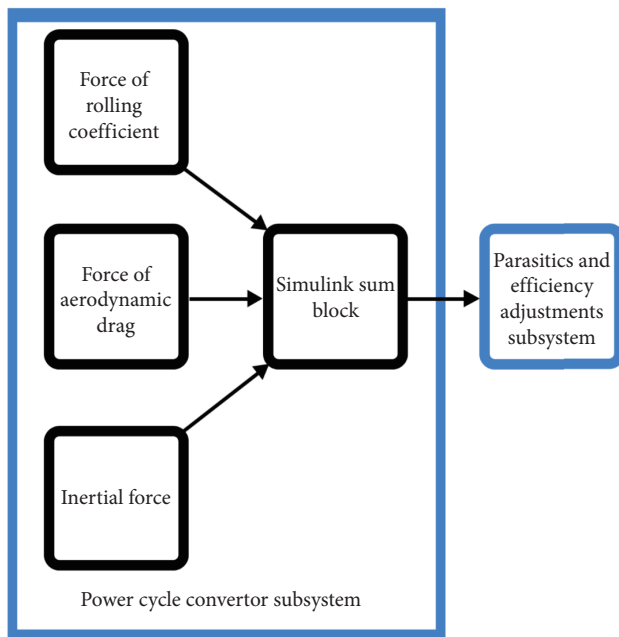 Force of
rolling
coefficient
Force of
aerodynamic
drag
Inertial force
Simulink sum
block
Parasitics and
efficiency
adjustments
subsystem
Power cycle convertor subsystem